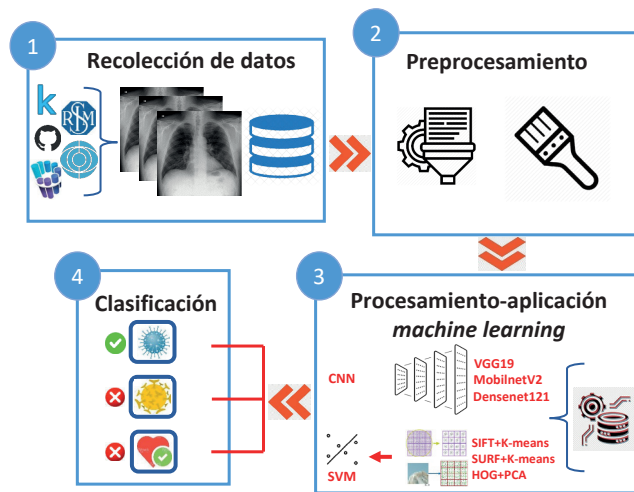 1
Recolección de datos
k
RSM
2
Preprocesamiento
3
Procesamiento-aplicación
machine learning
CNN
VGG19
MobilnetV2
Densenet121
SVM
SIFT+K-means
SURF+K-means
HOG+PCA
4
Clasificación